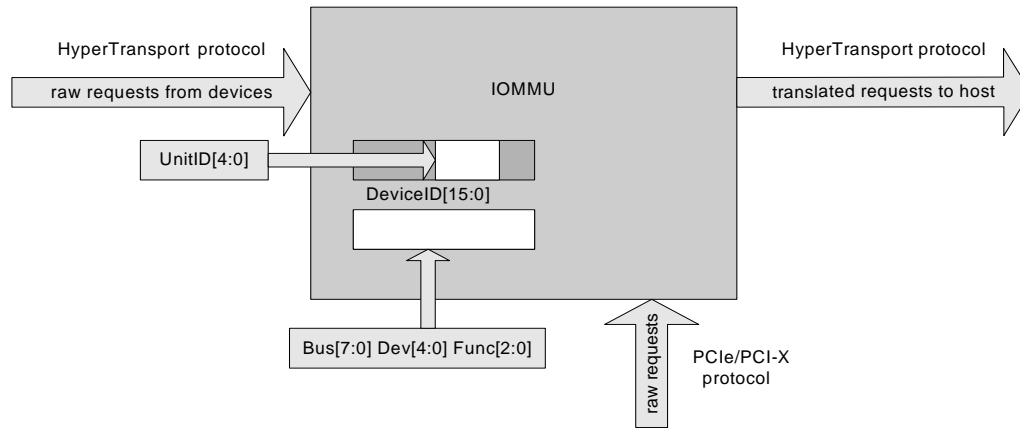 HyperTransport protocol
raw requests from devices
IOMMU
HyperTransport protocol
translated requests to host
UnitID[4:0]
DeviceID[15:0]
Bus[7:0] Dev[4:0] Func[2:0]
raw requests
PCIe/PCI-X
protocol